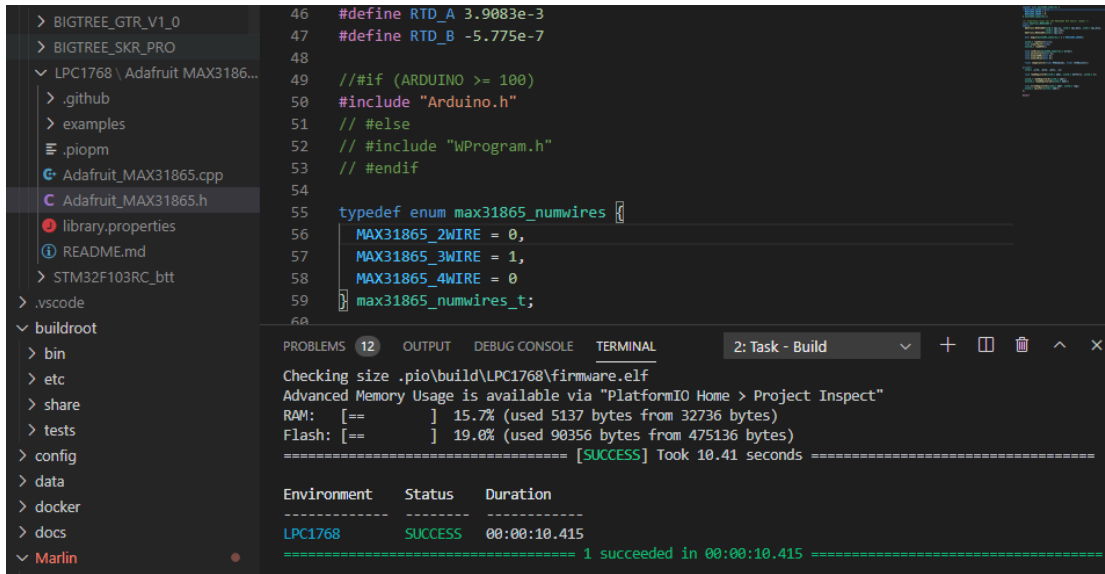 BIGTREE_GTR_V1_0
BIGTREE_SKR_PRO
LPC1768 \ Adafruit MAX3186...
.github
examples
.piopm
Adafruit_MAX31865.cpp
C Adafruit_MAX31865.h
library.properties
README.md
STM32F103RC_btt
.vscode
buildroot
bin
etc
share
tests
config
data
docker
docs
Marlin
46 #define RTD_A 3.9083e-3
47 #define RTD_B -5.775e-7
48
49 //#if (ARDUINO >= 100)
50 #include "Arduino.h"
51 // #else
52 // #include "WProgram.h"
53 // #endif
54
55 typedef enum max31865_numwires {
56 MAX31865_2WIRE = 0,
57 MAX31865_3WIRE = 1,
58 MAX31865_4WIRE = 0
59 } max31865_numwires_t;
60
PROBLEMS 12 OUTPUT DEBUG CONSOLE TERMINAL 2: Task - Build
Checking size .pio\build\LPC1768\firmware.elf
Advanced Memory Usage is available via "PlatformIO Home > Project Inspect"
RAM: [== ] 15.7% (used 5137 bytes from 32736 bytes)
Flash: [== ] 19.0% (used 90356 bytes from 475136 bytes)
=================================== [SUCCESS] Took 10.41 seconds ===================================
Environment Status Duration
------------- -------- ------------
LPC1768 SUCCESS 00:00:10.415
==================================== 1 succeeded in 00:00:10.415 ====================================